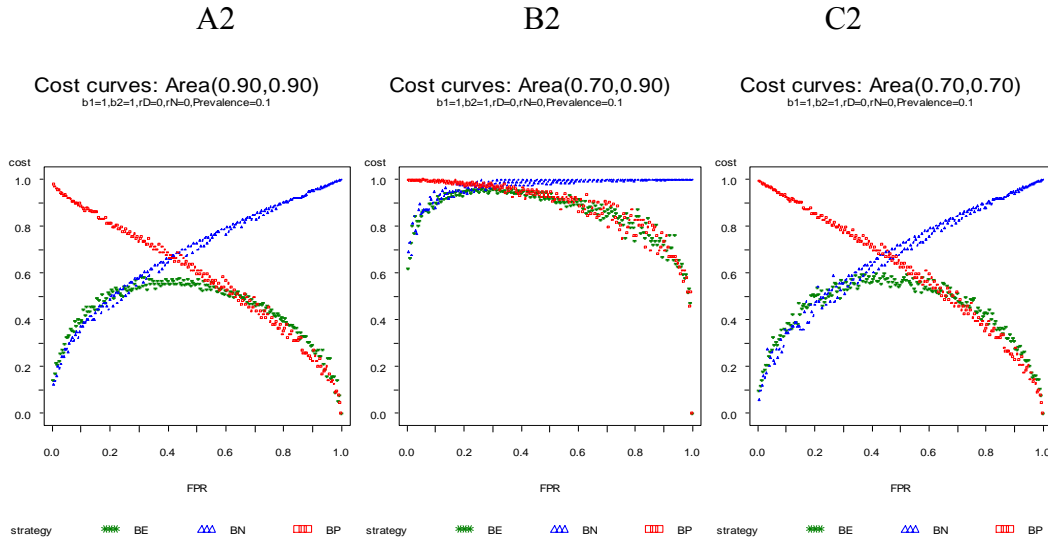 A2
B2
C2
Cost curves: Area(0.90,0.90)
b1=1,b2=1,rD=0,rN=0,Prevalence=0.1
cost
1.0
0.8
0.6
0.4
0.2
0.0
0.0 0.2 0.4 0.6 0.8 1.0
FPR
strategy BE BN BP
Cost curves: Area(0.70,0.90)
b1=1,b2=1,rD=0,rN=0,Prevalence=0.1
cost
1.0
0.8
0.6
0.4
0.2
0.0
0.0 0.2 0.4 0.6 0.8 1.0
FPR
strategy BE BN BP
Cost curves: Area(0.70,0.70)
b1=1,b2=1,rD=0,rN=0,Prevalence=0.1
cost
1.0
0.8
0.6
0.4
0.2
0.0
0.0 0.2 0.4 0.6 0.8 1.0
FPR
strategy BE BN BP